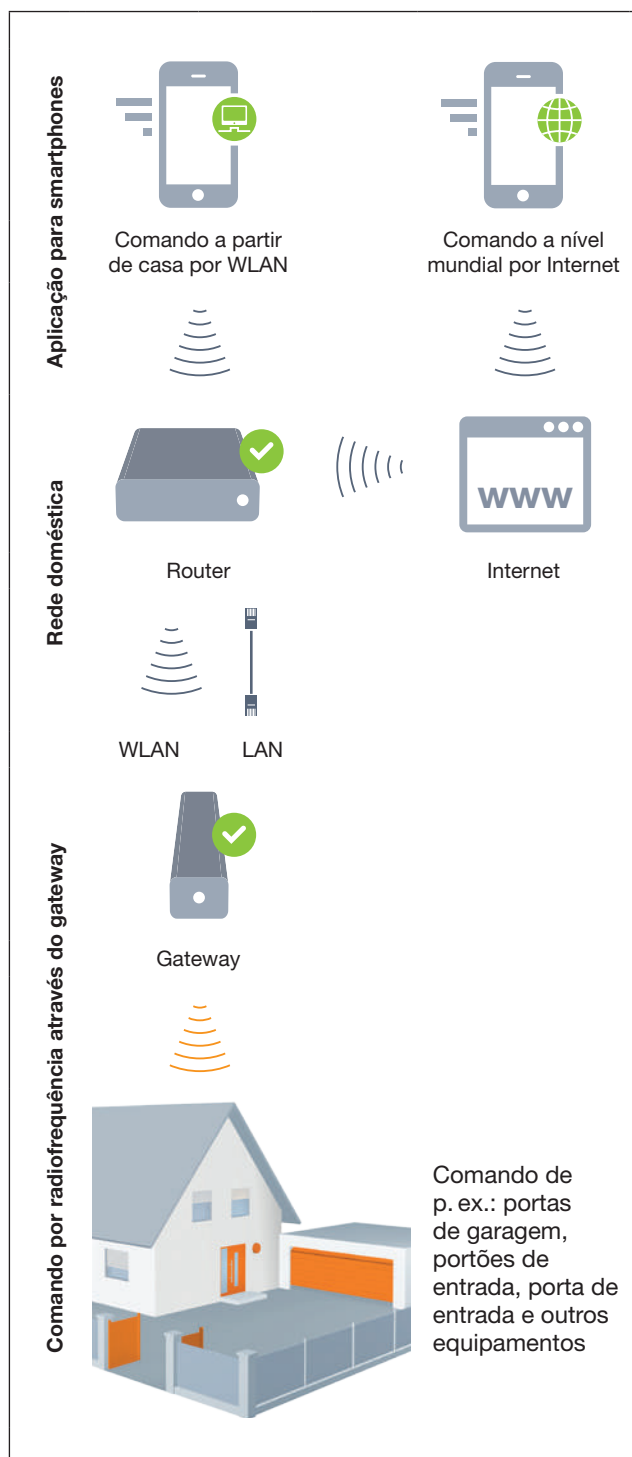 Aplicação para smartphones
Comando a partir
de casa por WLAN
Comando a nível
mundial por Internet
Rede doméstica
www
Router
Internet
WLAN
LAN
Comando por radiofrequência através do gateway
Gateway
Comando de
p. ex.: portas
de garagem,
portões de
entrada, porta de
entrada e outros
equipamentos